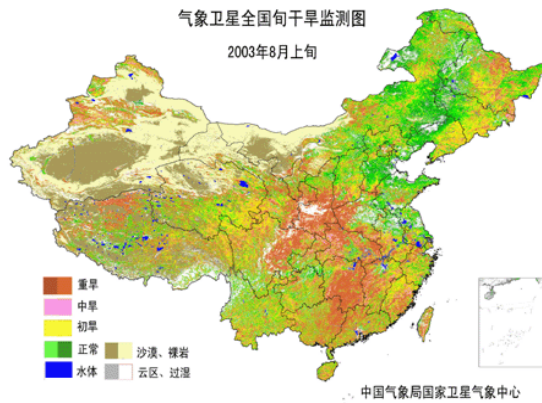 气象卫星全国旬干旱监测图
2003年8月上旬
重旱
中旱
初旱
正常
沙漠、裸岩
水体
云区、过湿
中国气象局国家卫星气象中心